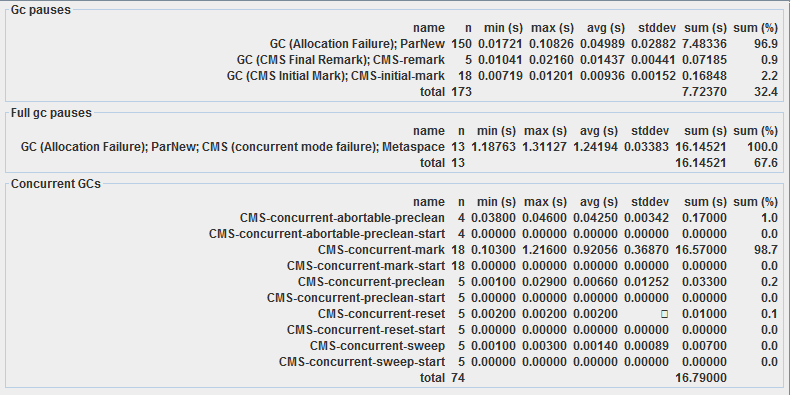 Gc pauses
name n min (s) max (s) avg (s) stddev sum (s) sum (%)
GC (Allocation Failure); ParNew 150 0.01721 0.10826 0.04989 0.02882 7.48336 96.9
GC (CMS Final Remark); CMS-remark 5 0.01041 0.02160 0.01437 0.00441 0.07185 0.9
GC (CMS Initial Mark); CMS-initial-mark 18 0.00719 0.01201 0.00936 0.00152 0.16848 2.2
total 173 7.72370 32.4
Full gc pauses
name n min (s) max (s) avg (s) stddev sum (s) sum (%)
GC (Allocation Failure); ParNew; CMS (concurrent mode failure); Metaspace 13 1.18763 1.31127 1.24194 0.03383 16.14521 100.0
total 13 16.14521 67.6
Concurrent GCs
name n min (s) max (s) avg (s) stddev sum (s) sum (%)
CMS-concurrent-abortable-preclean 4 0.03800 0.04600 0.04250 0.00342 0.17000 1.0
CMS-concurrent-abortable-preclean-start 4 0.00000 0.00000 0.00000 0.00000 0.00000 0.0
CMS-concurrent-mark 18 0.10300 1.21600 0.92056 0.36870 16.57000 98.7
CMS-concurrent-mark-start 18 0.00000 0.00000 0.00000 0.00000 0.00000 0.0
CMS-concurrent-preclean 5 0.00100 0.02900 0.00660 0.01252 0.03300 0.2
CMS-concurrent-preclean-start 5 0.00000 0.00000 0.00000 0.00000 0.00000 0.0
CMS-concurrent-reset 5 0.00200 0.00200 0.00200 □ 0.01000 0.1
CMS-concurrent-reset-start 5 0.00000 0.00000 0.00000 0.00000 0.00000 0.0
CMS-concurrent-sweep 5 0.00100 0.00300 0.00140 0.00089 0.00700 0.0
CMS-concurrent-sweep-start 5 0.00000 0.00000 0.00000 0.00000 0.00000 0.0
total 74 16.79000